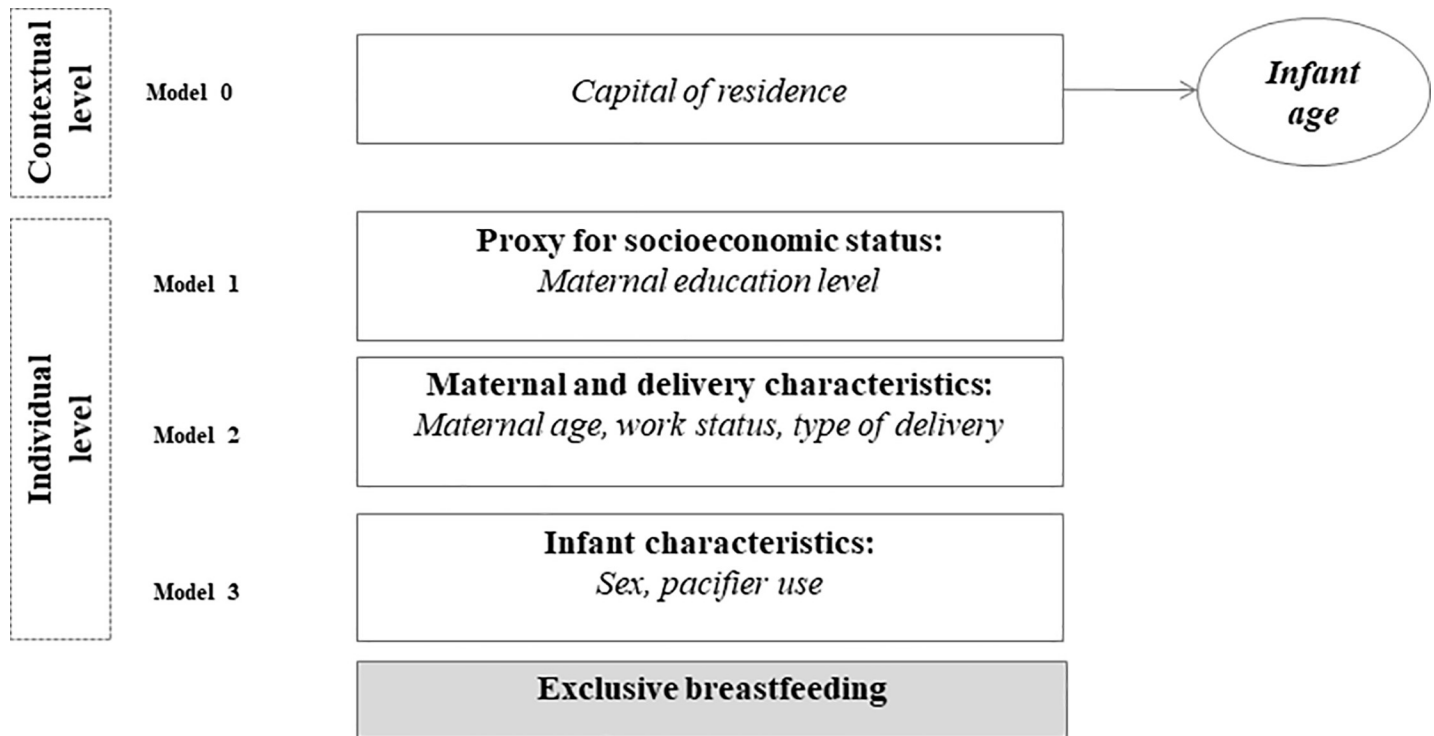 Contextual
level
Model 0
Capital of residence
Infant
age
Individual
level
Model 1
Proxy for socioeconomic status:
Maternal education level
Model 2
Maternal and delivery characteristics:
Maternal age, work status, type of delivery
Model 3
Infant characteristics:
Sex, pacifier use
Exclusive breastfeeding